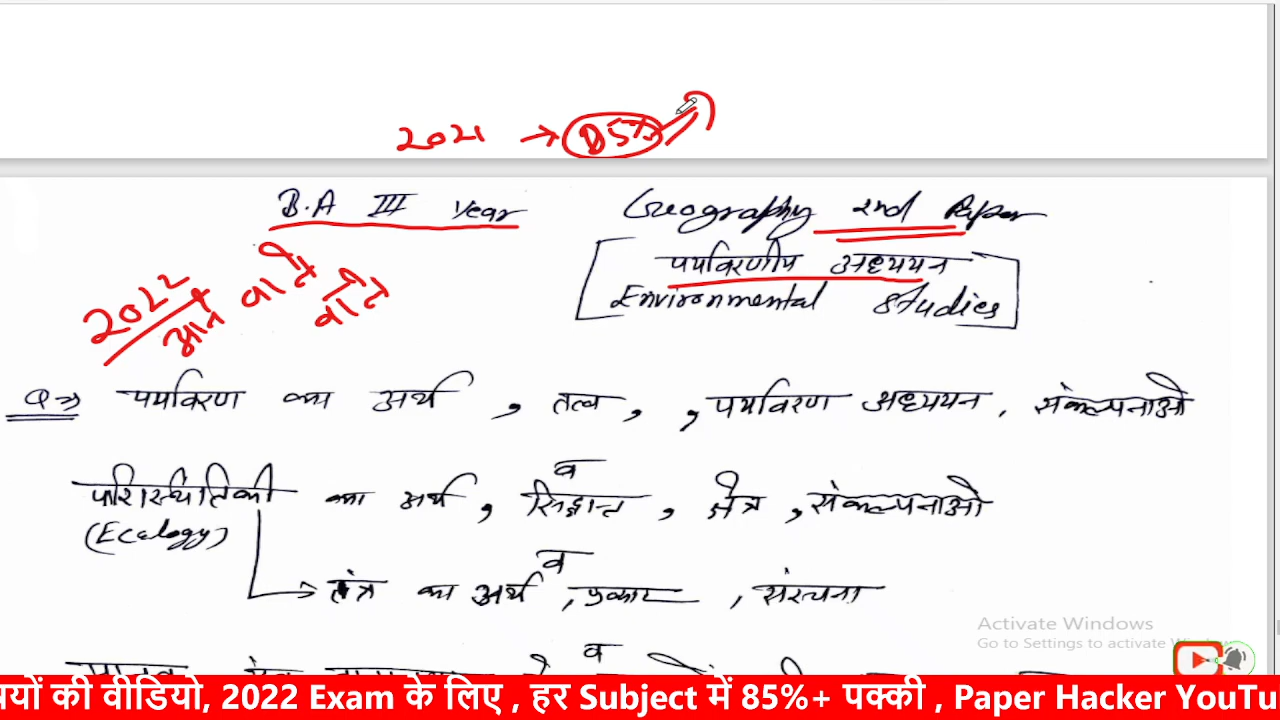 2021 → 85%
B.A III Year Geography 2nd Paper
पर्यावरणीय अध्ययन
Environmental Studies
2022
वाले
Q⇒ पर्यावरण का अर्थ, तत्व, , पर्यावरण अध्ययन, संकल्पनाओ
परिस्थितिकी का अर्थ, व सिद्धान्त, क्षेत्र, संकल्पनाओ
(Ecology)
→ तंत्र का अर्थ, व प्रकार, संरचना
व
Activate Windows
Go to Settings to activate Windows.
यों की वीडियो, 2022 Exam के लिए , हर Subject में 85%+ पक्की , Paper Hacker YouTu